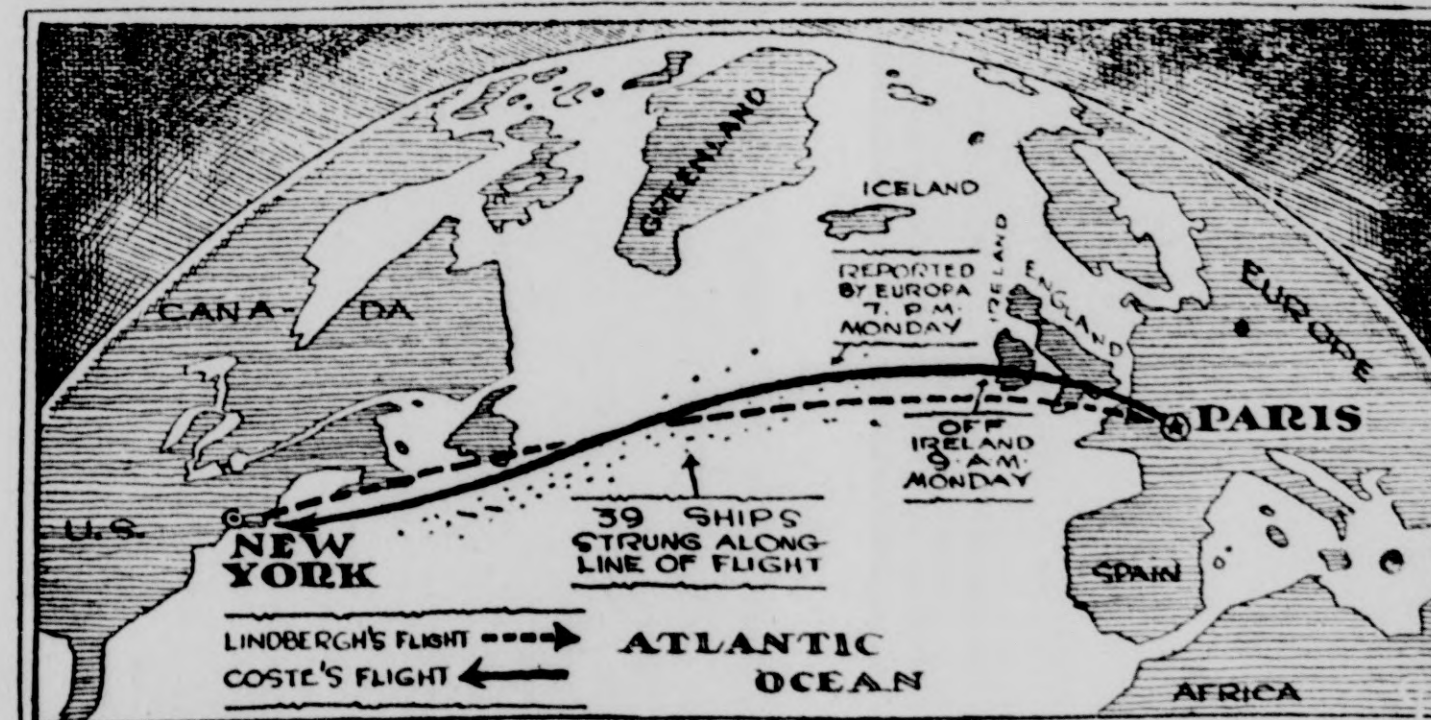 GREENLAND
ICELAND
IRELAND
ENGLAND
EUROPE
REPORTED
BY EUROPA
7. P.M.
MONDAY
CANA- DA
PARIS
OFF
IRELAND
9 A.M.
MONDAY
U.S.
NEW
YORK
39 SHIPS
STRUNG ALONG
LINE OF FLIGHT
SPAIN
LINDBERGH'S FLIGHT
COSTE'S FLIGHT
ATLANTIC
OCEAN
AFRICA